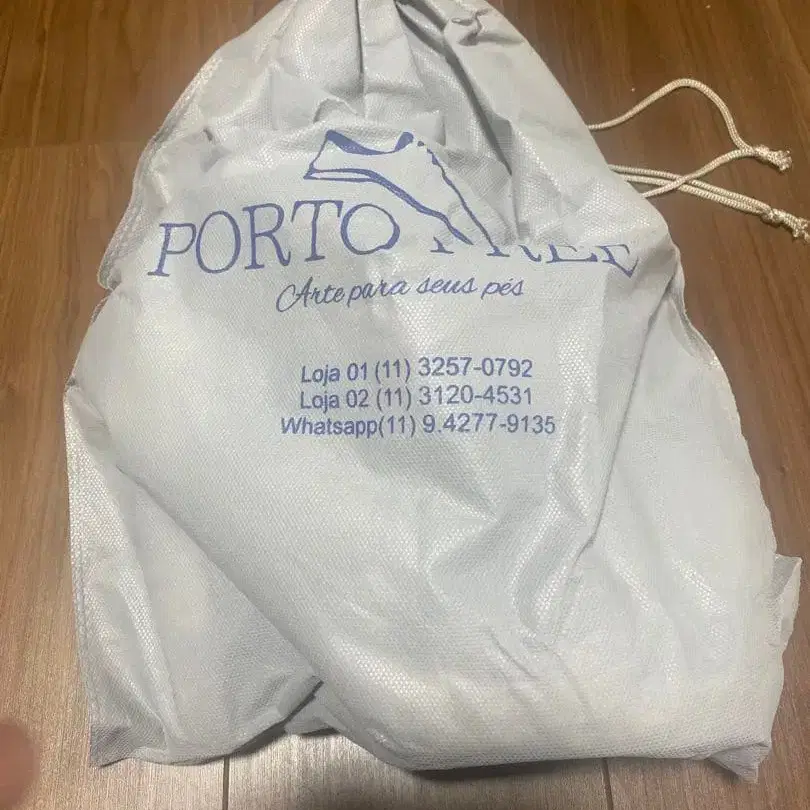 PORTO FREE
Arte para seus pés
Loja 01 (11) 3257-0792
Loja 02 (11) 3120-4531
Whatsapp(11) 9.4277-9135